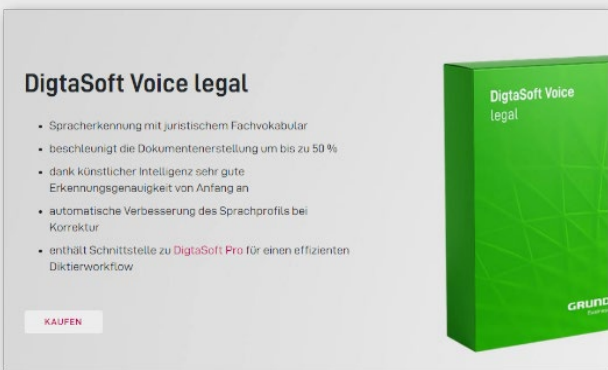 DigtaSoft Voice legal
• Spracherkennung mit juristischem Fachvokabular
• beschleunigt die Dokumentenerstellung um bis zu 50 %
• dank künstlicher Intelligenz sehr gute
Erkennungsgenauigkeit von Anfang an
• automatische Verbesserung des Sprachprofils bei
Korrektur
• enthält Schnittstelle zu DigtaSoft Pro für einen effizienten
Diktierworkflow
KAUFEN
DigtaSoft Voice
legal
GRUND